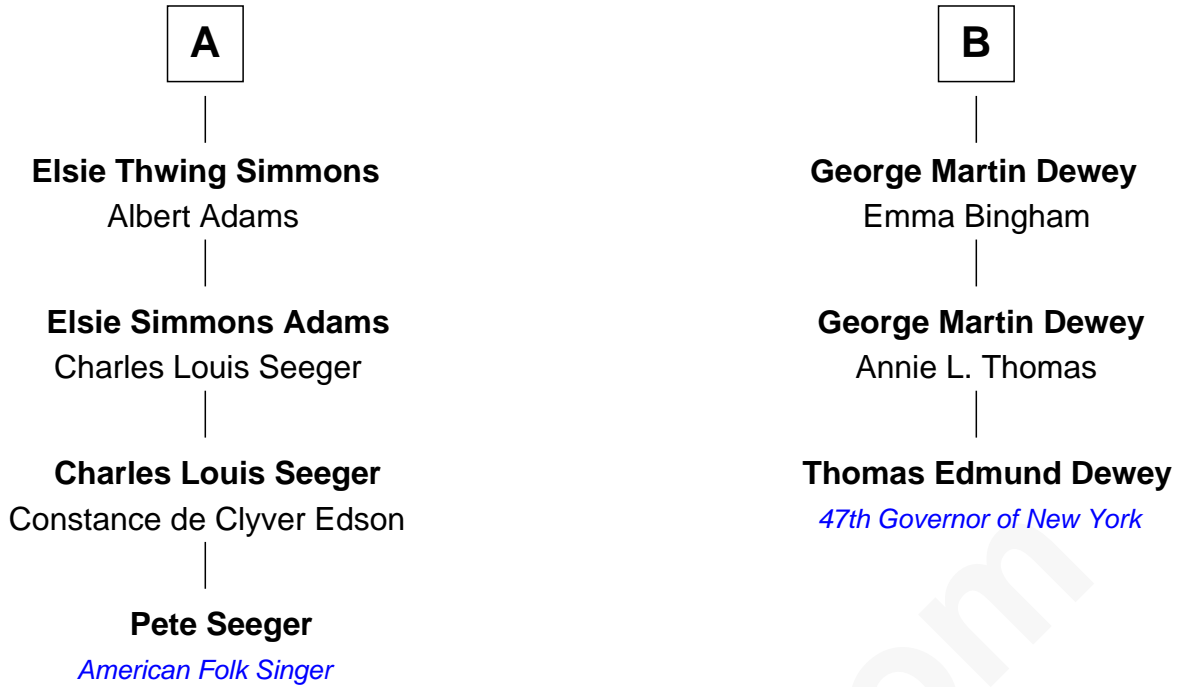 A
Elsie Thwing Simmons
Albert Adams
Elsie Simmons Adams
Charles Louis Seeger
Charles Louis Seeger
Constance de Clyver Edson
Pete Seeger
American Folk Singer
B
George Martin Dewey
Emma Bingham
George Martin Dewey
Annie L. Thomas
Thomas Edmund Dewey
47th Governor of New York
om